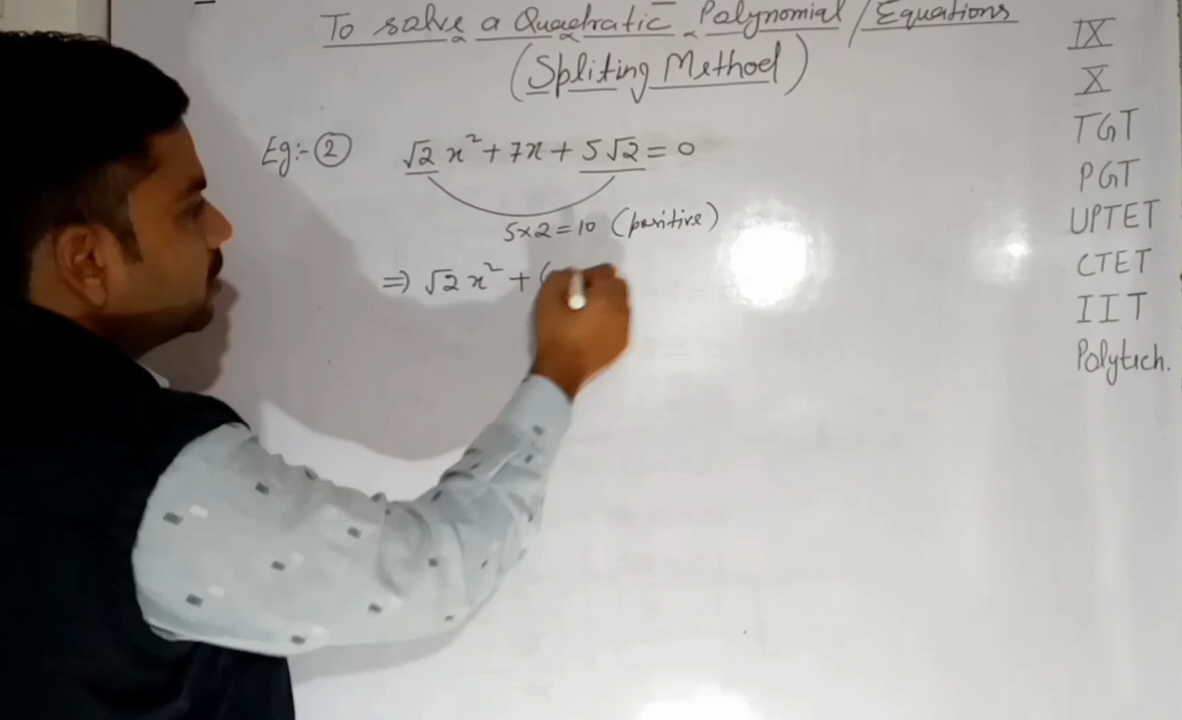 To solve a Quadratic Polynomial / Equations
(Spliting Method)
Eg:- ② √2 x² + 7x + 5√2 = 0
5×2=10 (positive)
⇒ √2 x² + (
IX
X
TGT
PGT
UPTET
CTET
IIT
Polytech.